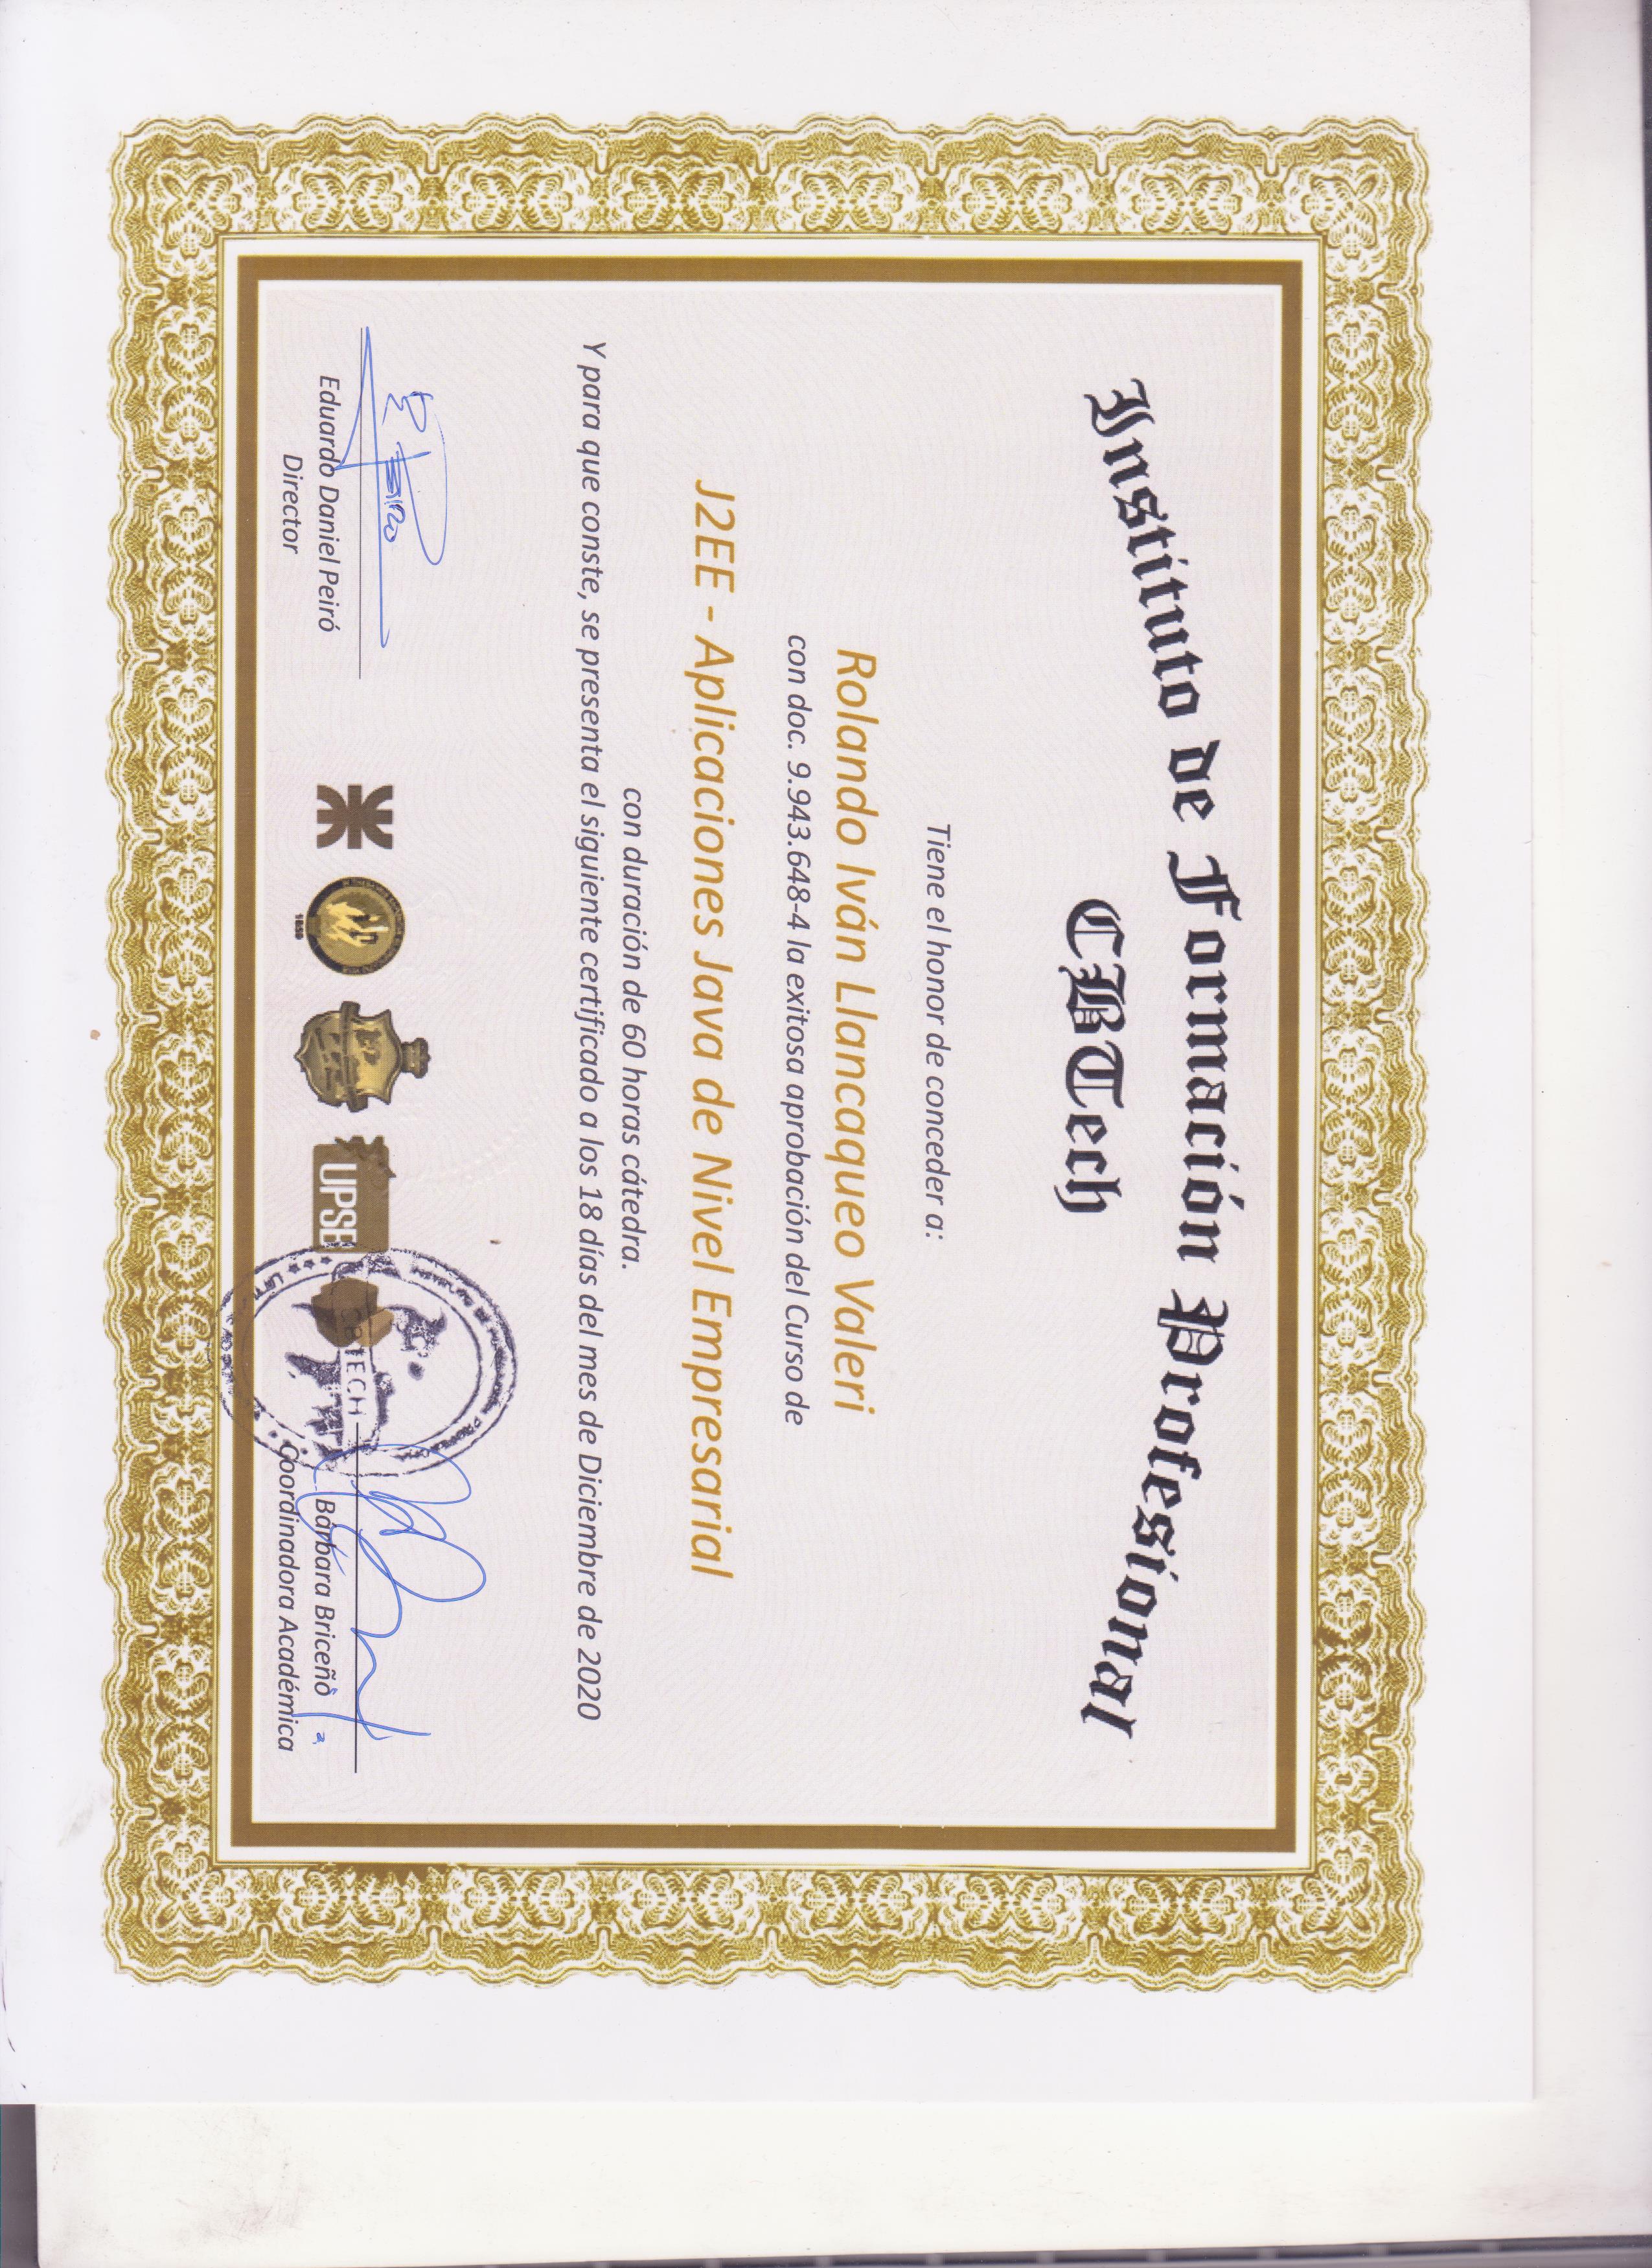 Instituto de Formación Profesional
CBTech
Tiene el honor de conceder a:
Rolando Iván Llancaqueo Valeri
con doc. 9.943.648-4 la exitosa aprobación del Curso de
J2EE - Aplicaciones Java de Nivel Empresarial
con duración de 60 horas cátedra.
Y para que conste, se presenta el siguiente certificado a los 18 días del mes de Diciembre de 2020
E Peiró
Eduardo Daniel Peiró
Director
UPSB
CBTECH
Bárbara Briceño
Coordinadora Académica